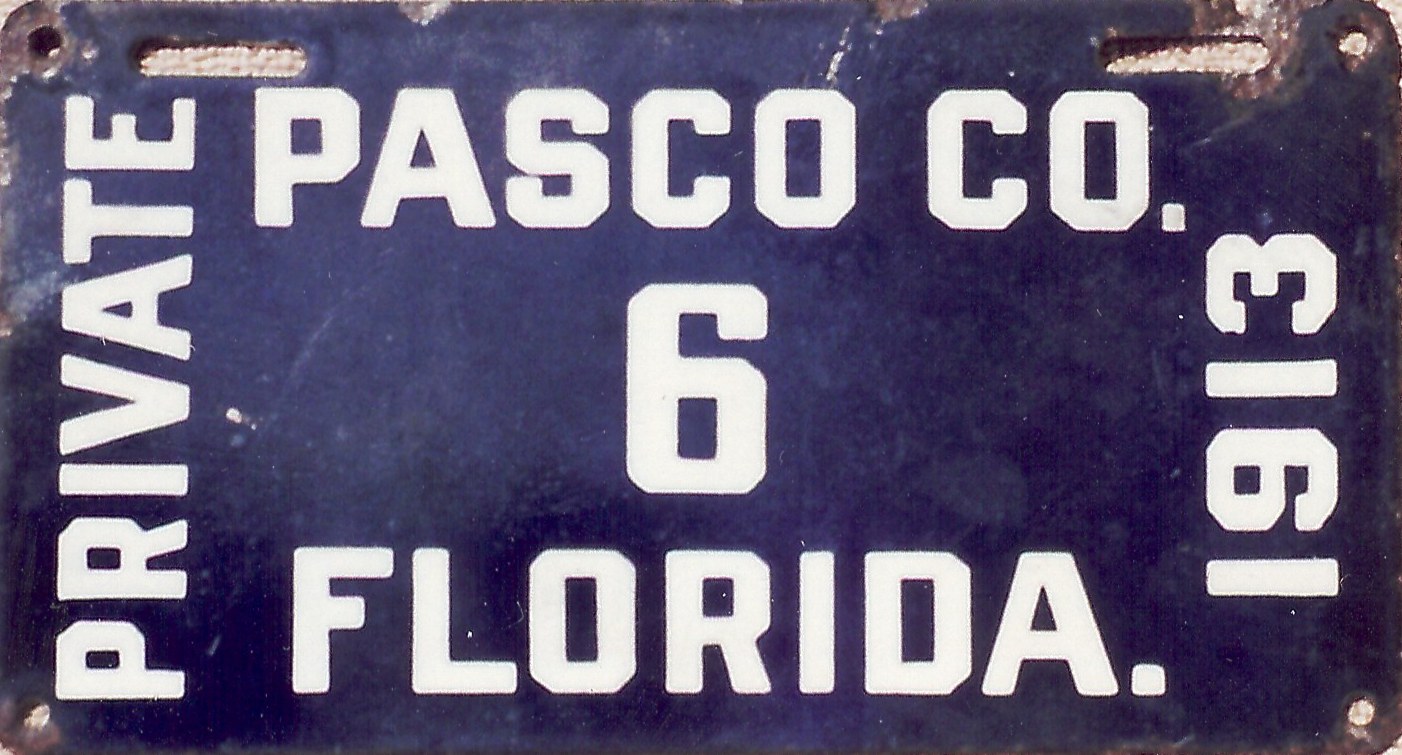 PRIVATE
PASCO CO.
6
FLORIDA.
1913